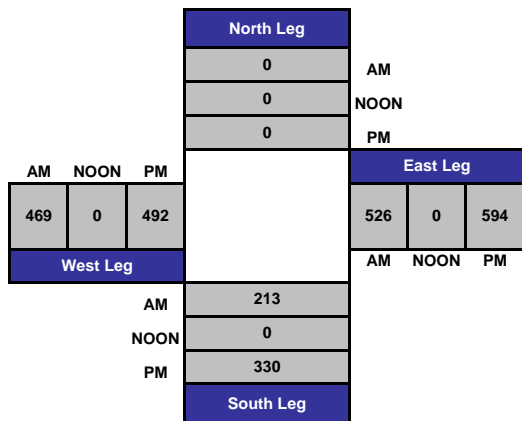 North Leg
0 AM
0 NOON
0 PM
AM NOON PM East Leg
469 0 492 526 0 594
West Leg AM NOON PM
AM 213
NOON 0
PM 330
South Leg